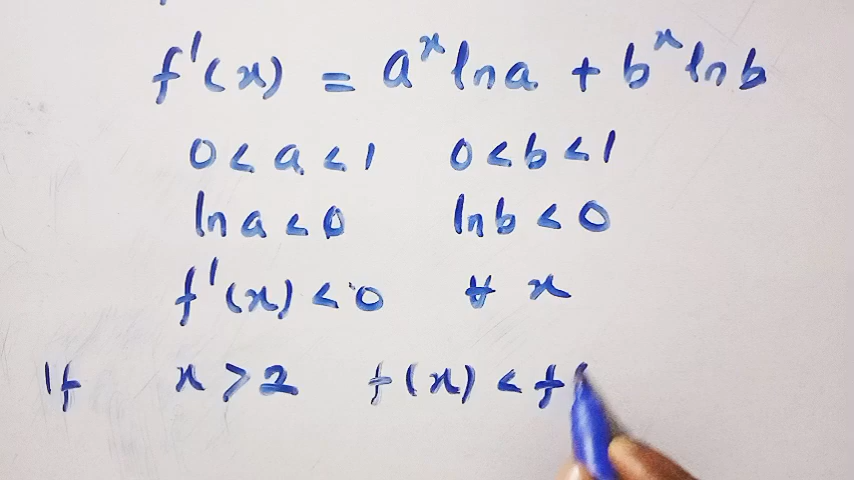 f'(x) = a^x ln a + b^x ln b
0 < a < 1 0 < b < 1
ln a < 0 ln b < 0
f'(x) < 0 ∀ x
If x > 2 f(x) < f(